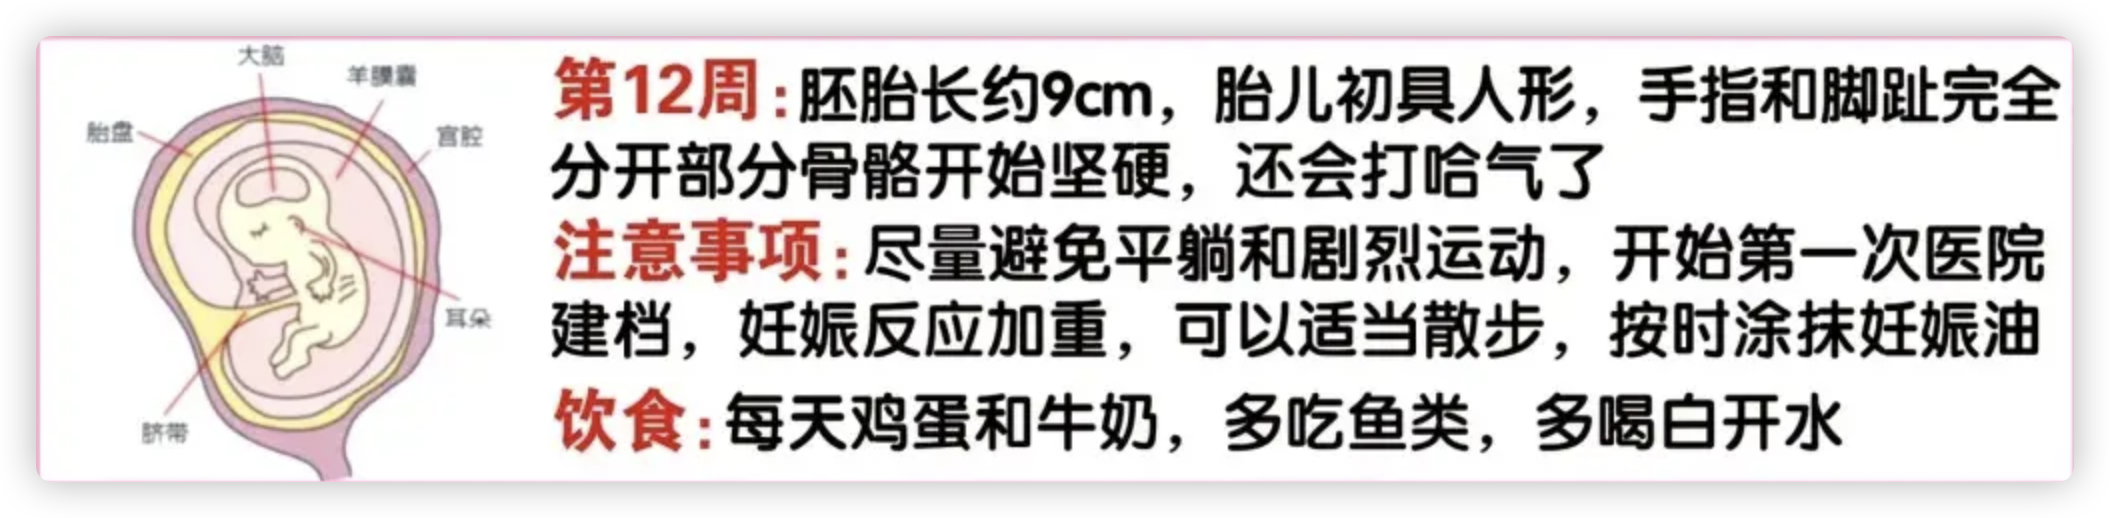 大脑
羊膜囊
胎盘
宫腔
耳朵
脐带
第12周:胚胎长约9cm，胎儿初具人形，手指和脚趾完全
分开部分骨骼开始坚硬，还会打哈气了
注意事项:尽量避免平躺和剧烈运动，开始第一次医院
建档，妊娠反应加重，可以适当散步，按时涂抹妊娠油
饮食:每天鸡蛋和牛奶，多吃鱼类，多喝白开水